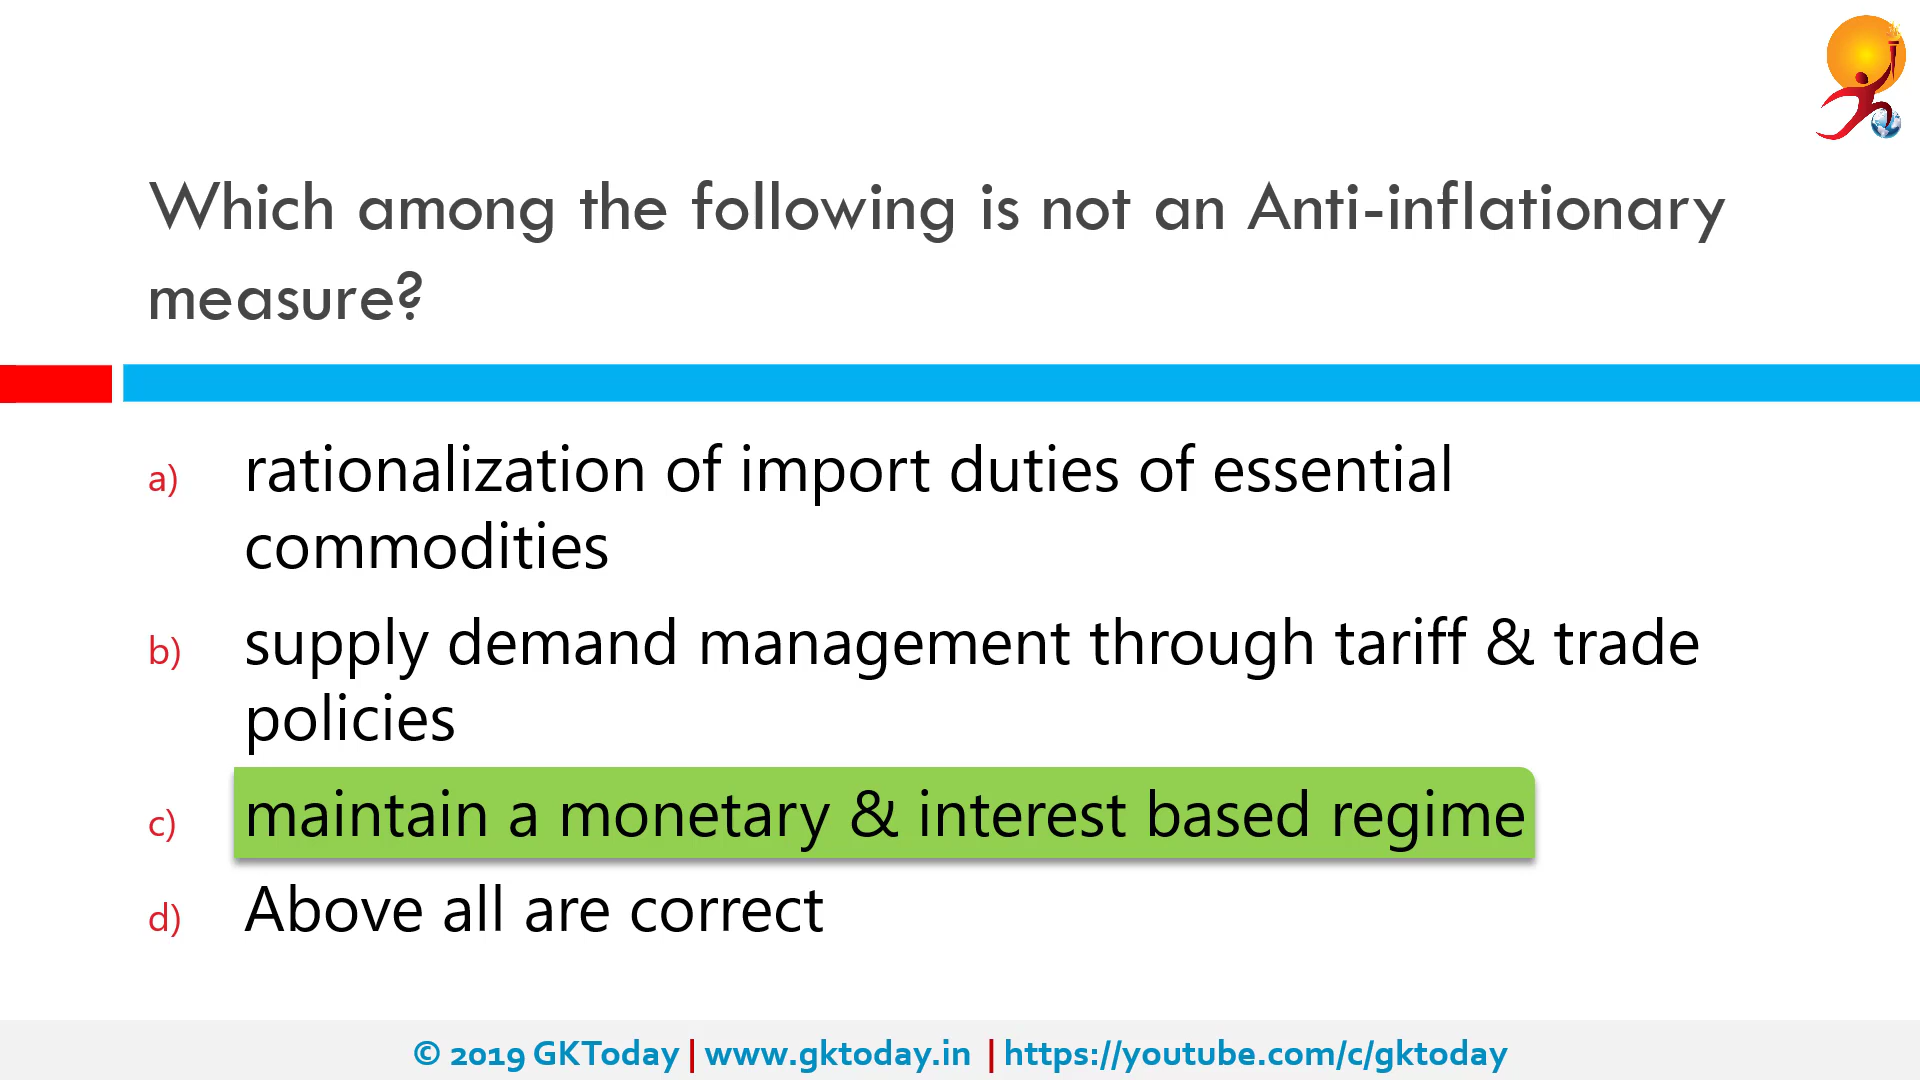 Which among the following is not an Anti-inflationary
measure?
a) rationalization of import duties of essential
commodities
b) supply demand management through tariff & trade
policies
c) maintain a monetary & interest based regime
d) Above all are correct
© 2019 GKToday | www.gktoday.in | https://youtube.com/c/gktoday